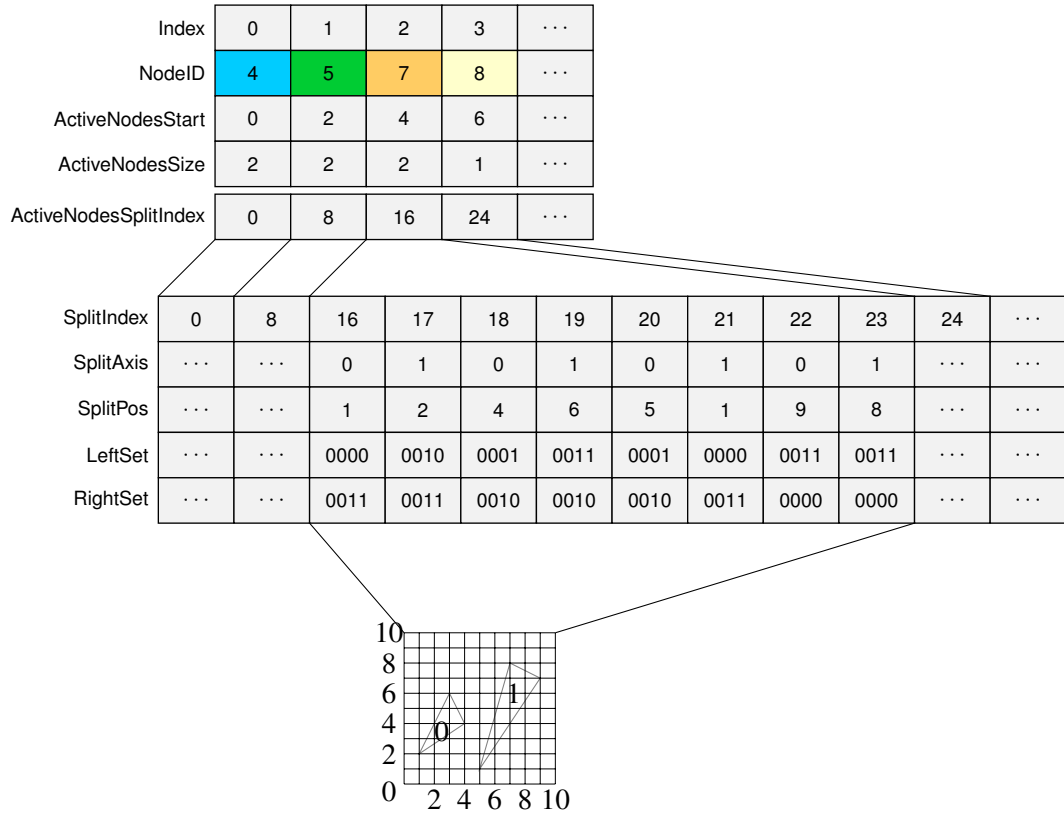 Index 0 1 2 3 ···
NodeID 4 5 7 8 ···
ActiveNodesStart 0 2 4 6 ···
ActiveNodesSize 2 2 2 1 ···
ActiveNodesSplitIndex 0 8 16 24 ···
SplitIndex 0 8 16 17 18 19 20 21 22 23 24 ···
SplitAxis ··· ··· 0 1 0 1 0 1 0 1 ··· ···
SplitPos ··· ··· 1 2 4 6 5 1 9 8 ··· ···
LeftSet ··· ··· 0000 0010 0001 0011 0001 0000 0011 0011 ··· ···
RightSet ··· ··· 0011 0011 0010 0010 0010 0011 0000 0000 ··· ···
10
8
6 1
4 0
2
0
2 4 6 8 10